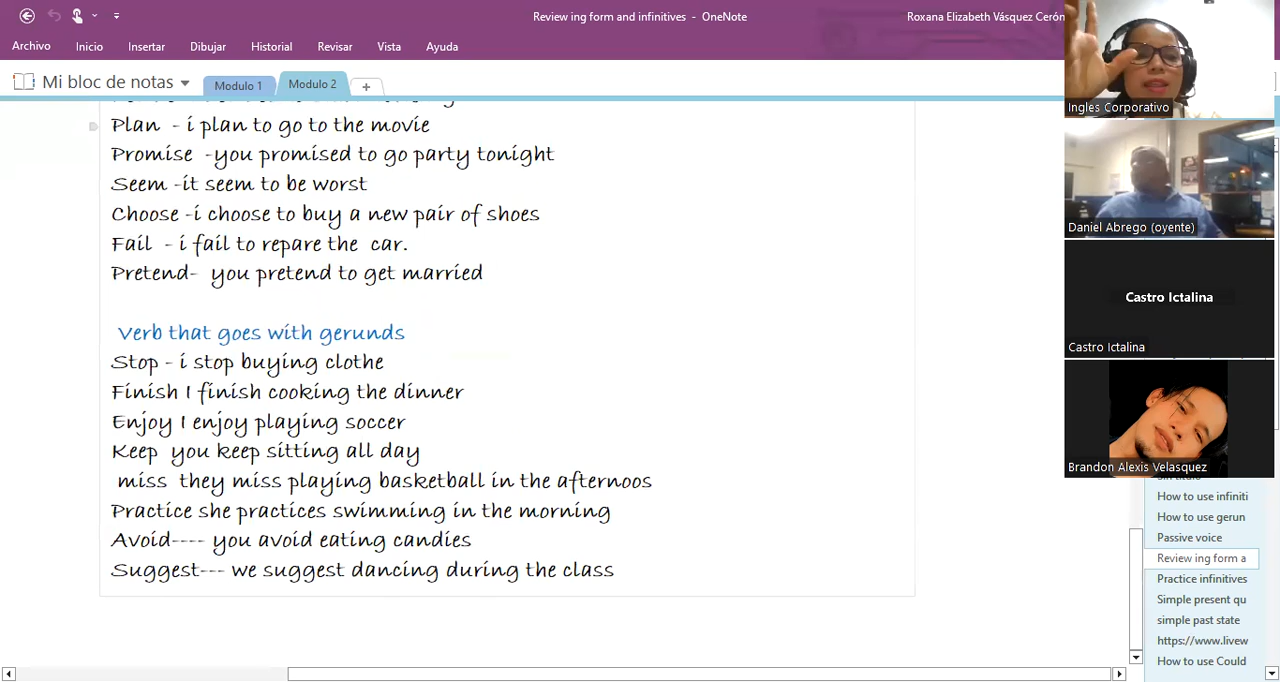 Review ing form and infinitives - OneNote
Roxana Elizabeth Vásquez Cerón
Archivo Inicio Insertar Dibujar Historial Revisar Vista Ayuda
Mi bloc de notas Modulo 1 Modulo 2 +
Plan - i plan to go to the movie
Promise -you promised to go party tonight
Seem -it seem to be worst
Choose -i choose to buy a new pair of shoes
Fail - i fail to repare the car.
Pretend- you pretend to get married
Verb that goes with gerunds
Stop - i stop buying clothe
Finish I finish cooking the dinner
Enjoy I enjoy playing soccer
Keep you keep sitting all day
miss they miss playing basketball in the afternoos
Practice she practices swimming in the morning
Avoid---- you avoid eating candies
Suggest--- we suggest dancing during the class
Ingles Corporativo
Daniel Abrego (oyente)
Castro Ictalina
Castro Ictalina
Brandon Alexis Velasquez
How to use infiniti
How to use gerun
Passive voice
Review ing form a
Practice infinitives
Simple present qu
simple past state
https://www.livew
How to use Could